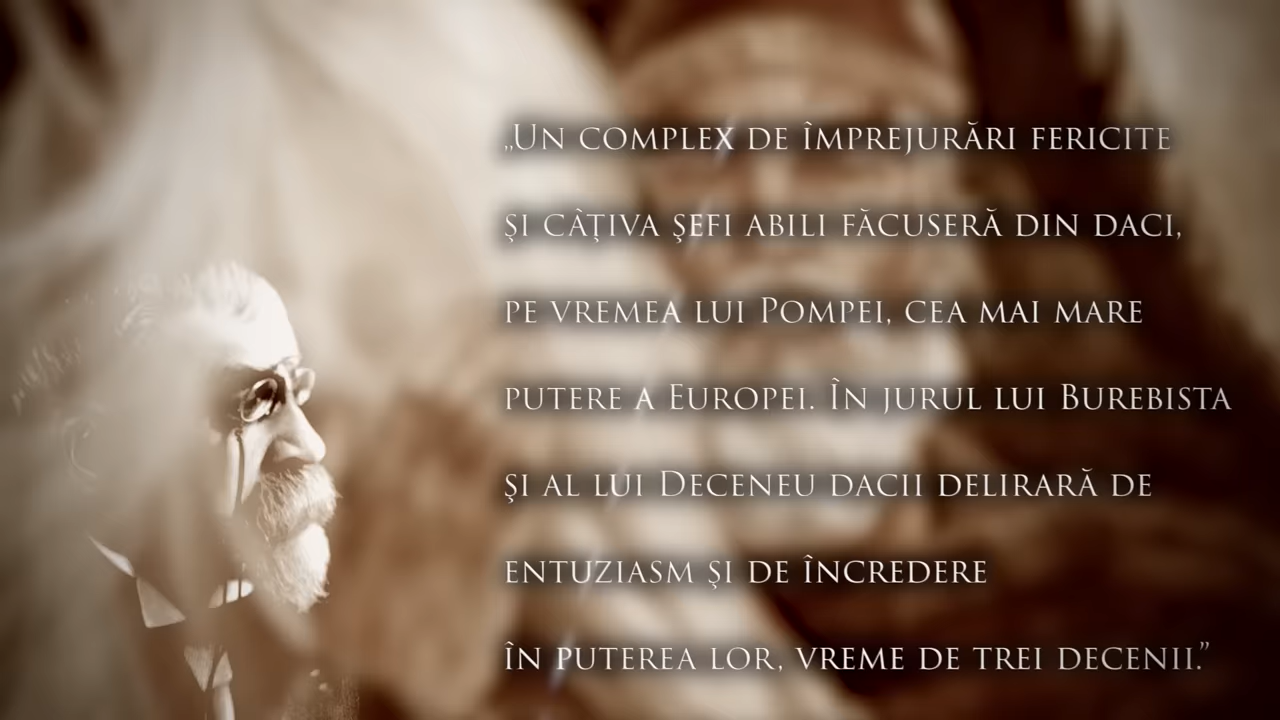 „Un complex de împrejurări fericite
şi câţiva şefi abili făcuseră din daci,
pe vremea lui Pompei, cea mai mare
putere a Europei. În jurul lui Burebista
şi al lui Deceneu dacii delirară de
entuziasm şi de încredere
în puterea lor, vreme de trei decenii.”